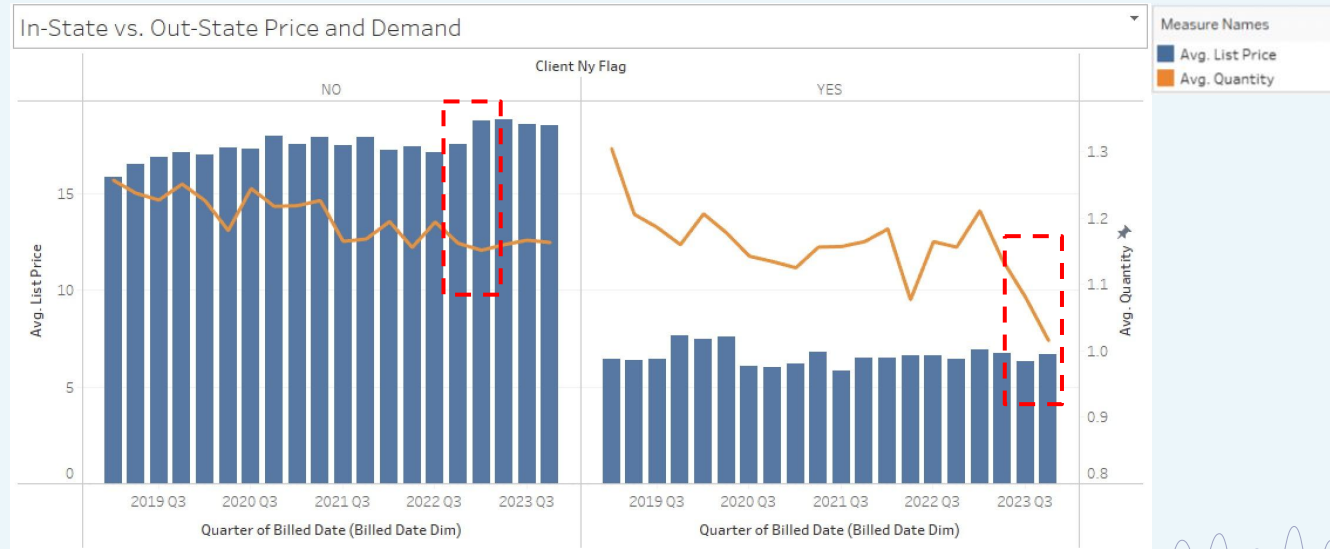 In-State vs. Out-State Price and Demand
Measure Names
Avg. List Price
Avg. Quantity
Client Ny Flag
NO
YES
Avg. List Price
15
10
5
0
1.3
1.2
1.1
1.0
0.9
0.8
Avg. Quantity
2019 Q3 2020 Q3 2021 Q3 2022 Q3 2023 Q3
2019 Q3 2020 Q3 2021 Q3 2022 Q3 2023 Q3
Quarter of Billed Date (Billed Date Dim)
Quarter of Billed Date (Billed Date Dim)